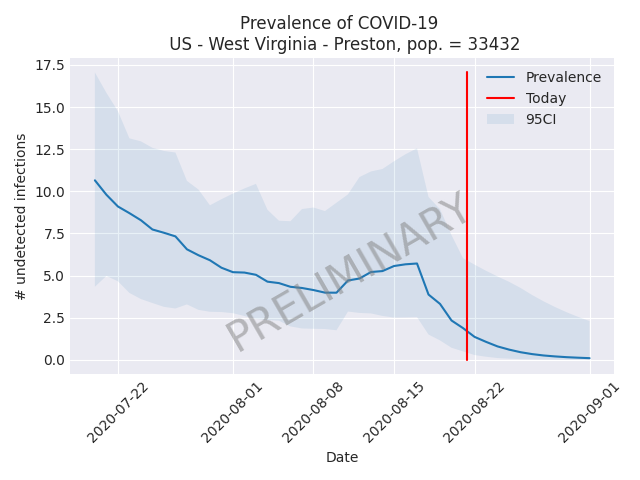 Prevalence of COVID-19
US - West Virginia - Preston, pop. = 33432
17.5
15.0
12.5
10.0
7.5
5.0
2.5
0.0
# undetected infections
Prevalence
Today
95CI
PRELIMINARY
2020-07-22
2020-08-01
2020-08-08
2020-08-15
2020-08-22
2020-09-01
Date